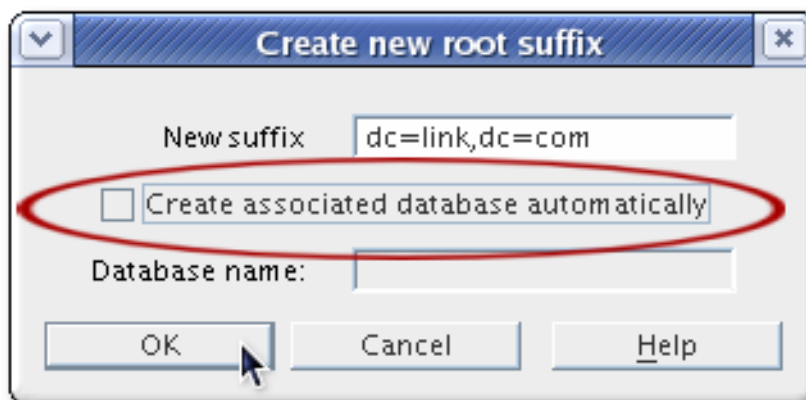 Create new root suffix
New suffix dc=link,dc=com
Create associated database automatically
Database name:
OK Cancel Help